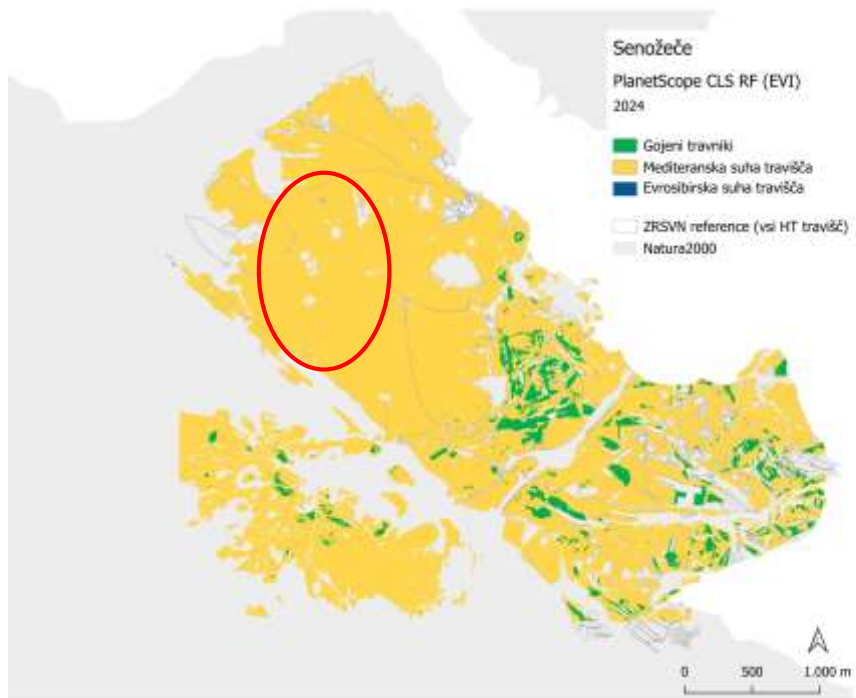 Senožeče
PlanetScope CLS RF (EVI)
2024
Gojeni travniki
Mediteranska suha travišča
Evrosibirska suha travišča
ZRSVN reference (vsi HT travišč)
Natura2000
0 500 1.000 m